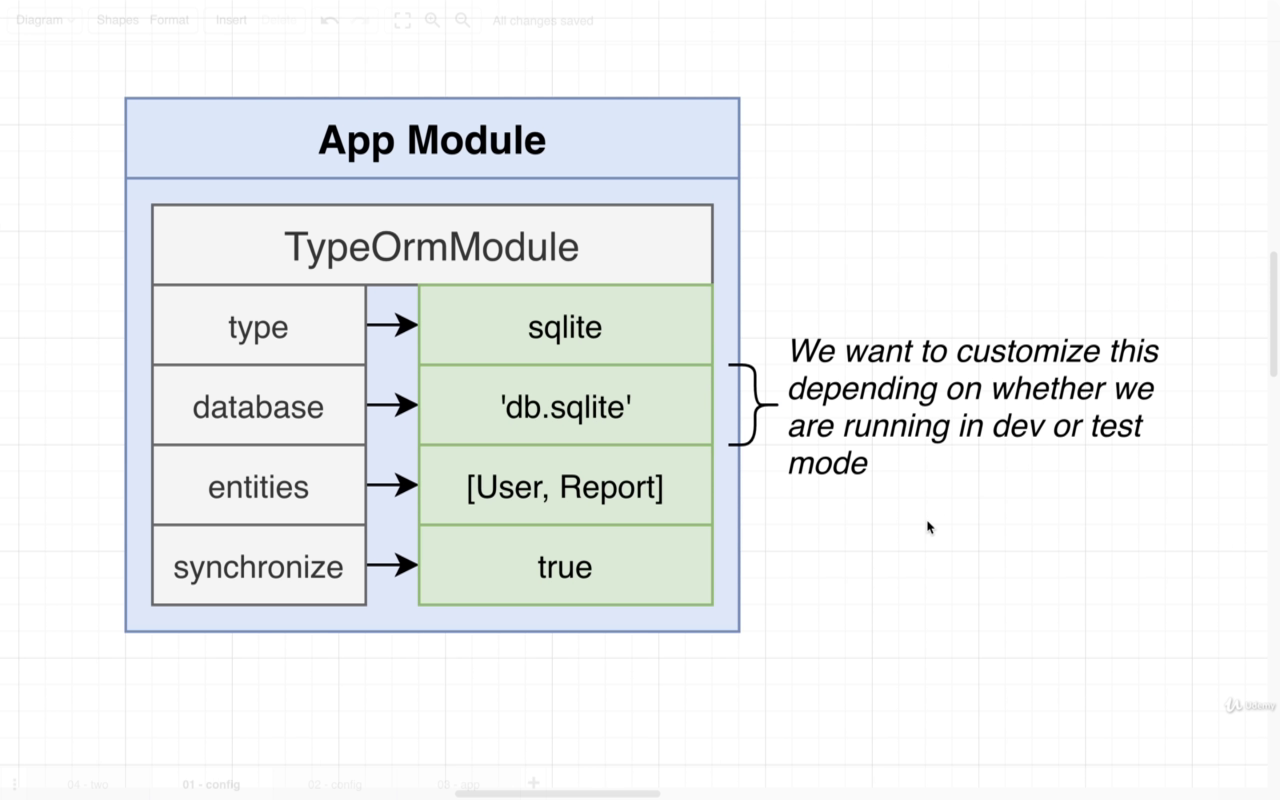 Diagram Shapes Format Insert Delete All changes saved
App Module
TypeOrmModule
type sqlite
database 'db.sqlite'
entities [User, Report]
synchronize true
We want to customize this
depending on whether we
are running in dev or test
mode
Udemy
04 - two 01 - config 02 - config 03 - app